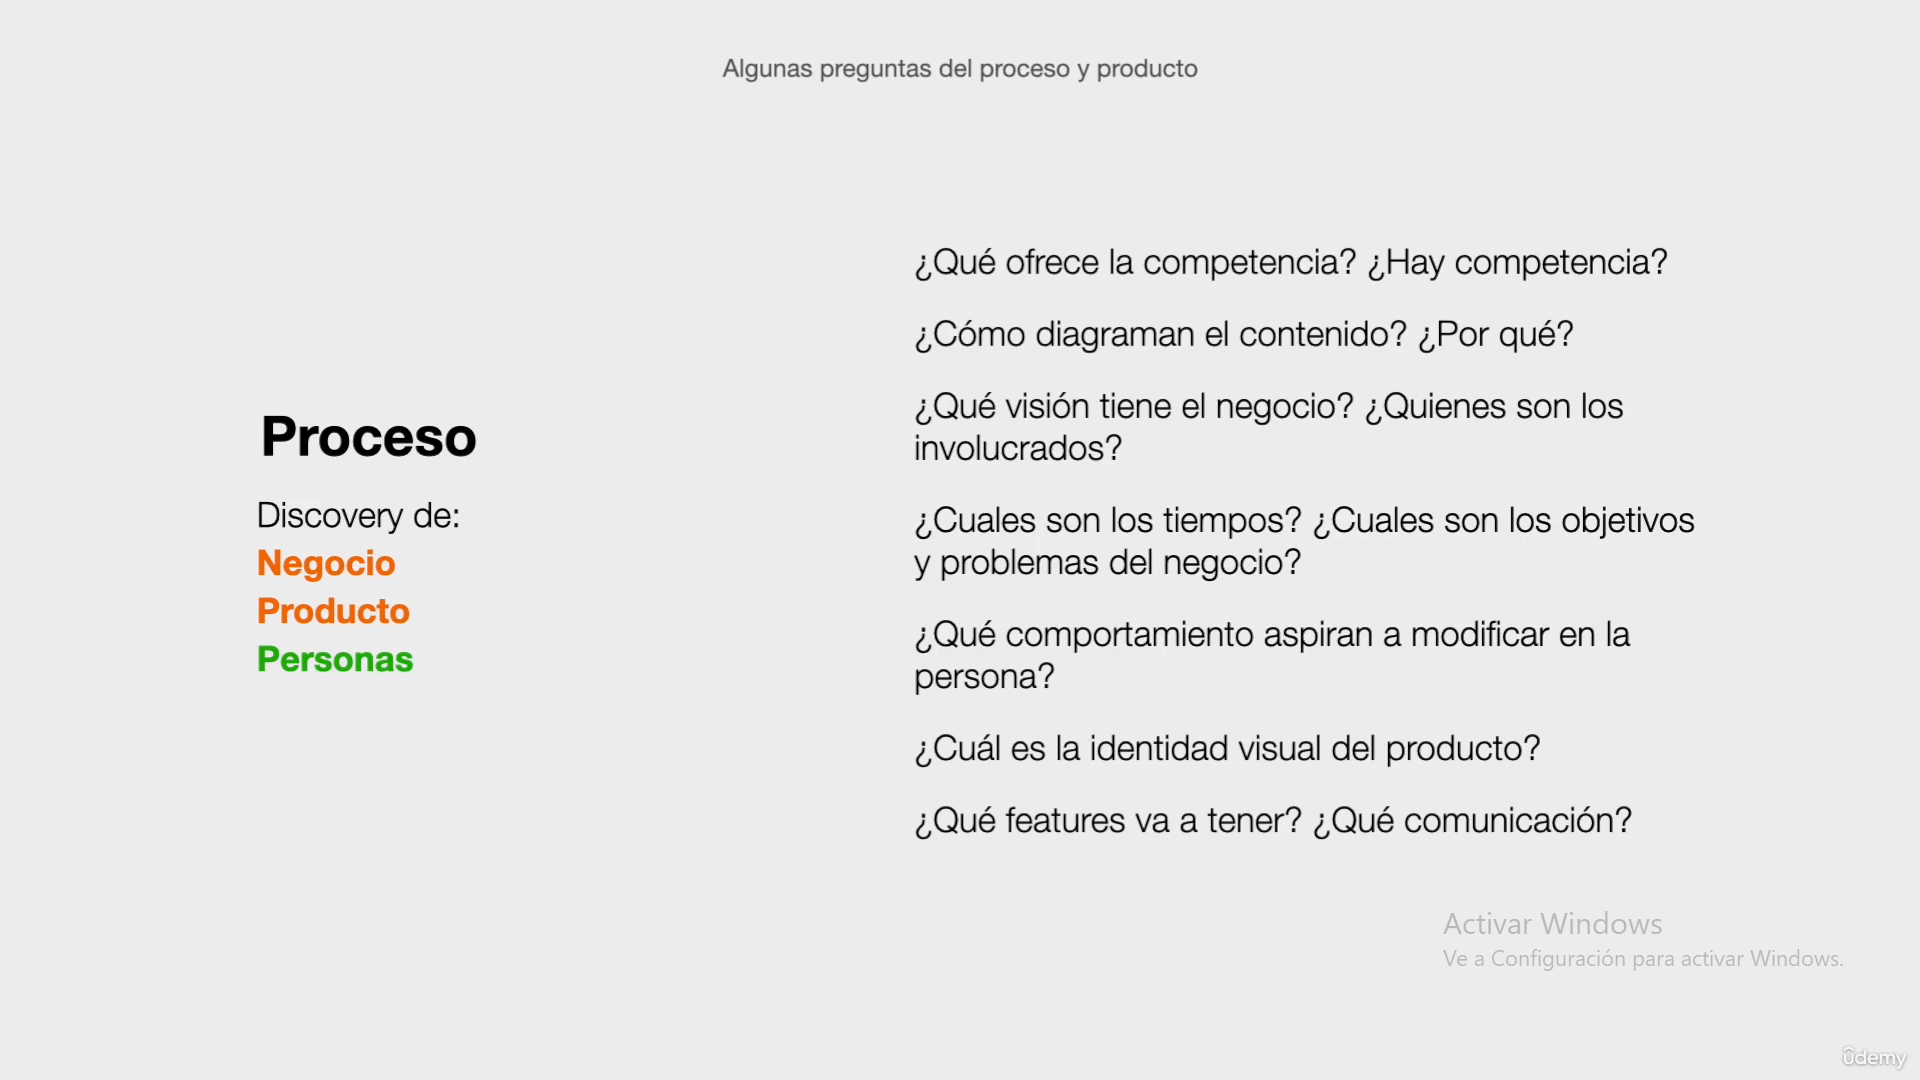 Algunas preguntas del proceso y producto
Proceso
Discovery de:
Negocio
Producto
Personas
¿Qué ofrece la competencia? ¿Hay competencia?
¿Cómo diagraman el contenido? ¿Por qué?
¿Qué visión tiene el negocio? ¿Quienes son los
involucrados?
¿Cuales son los tiempos? ¿Cuales son los objetivos
y problemas del negocio?
¿Qué comportamiento aspiran a modificar en la
persona?
¿Cuál es la identidad visual del producto?
¿Qué features va a tener? ¿Qué comunicación?
Activar Windows
Ve a Configuración para activar Windows.
ûdemy